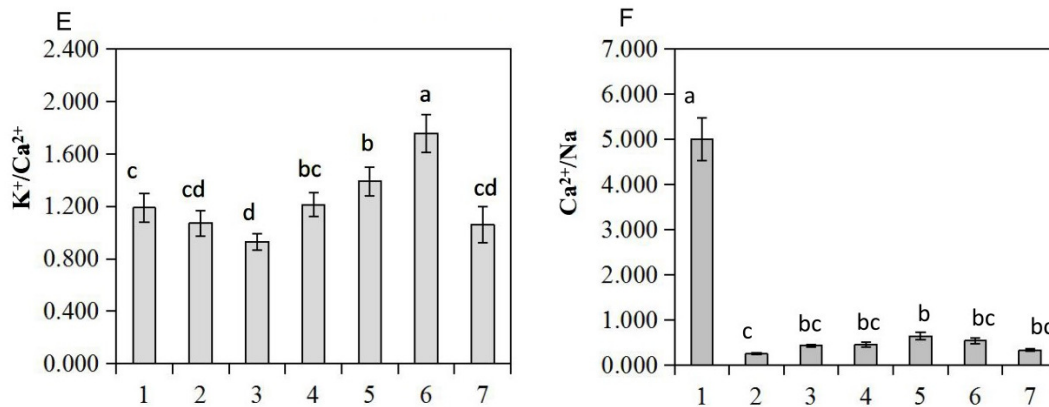 E
2.400
2.000
1.600
1.200
0.800
0.400
0.000
K⁺/Ca²⁺
c
cd
d
bc
b
a
cd
1 2 3 4 5 6 7
F
7.000
6.000
5.000
4.000
3.000
2.000
1.000
0.000
Ca²⁺/Na
a
c
bc
bc
b
bc
bc
1 2 3 4 5 6 7